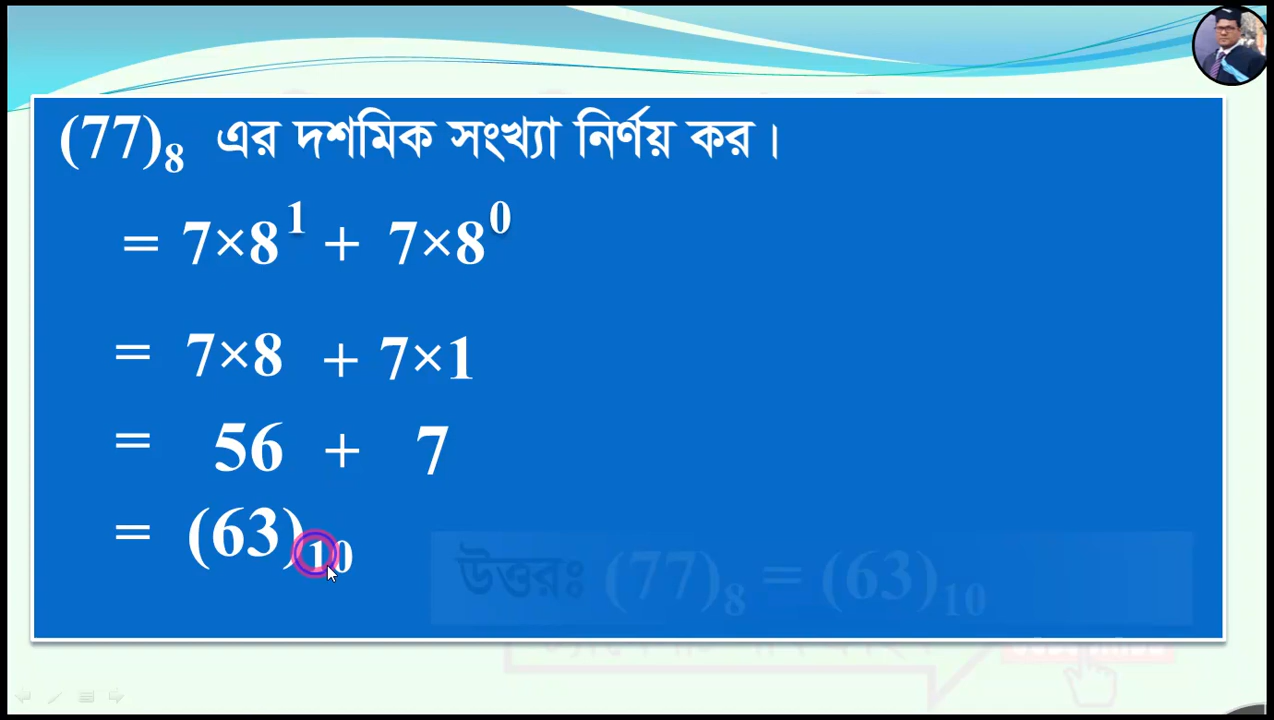 (77)₈ এর দশমিক সংখ্যা নির্ণয় কর।
= 7×8¹ + 7×8⁰
= 7×8 + 7×1
= 56 + 7
= (63)₁₀
উত্তরঃ (77)₈ = (63)₁₀